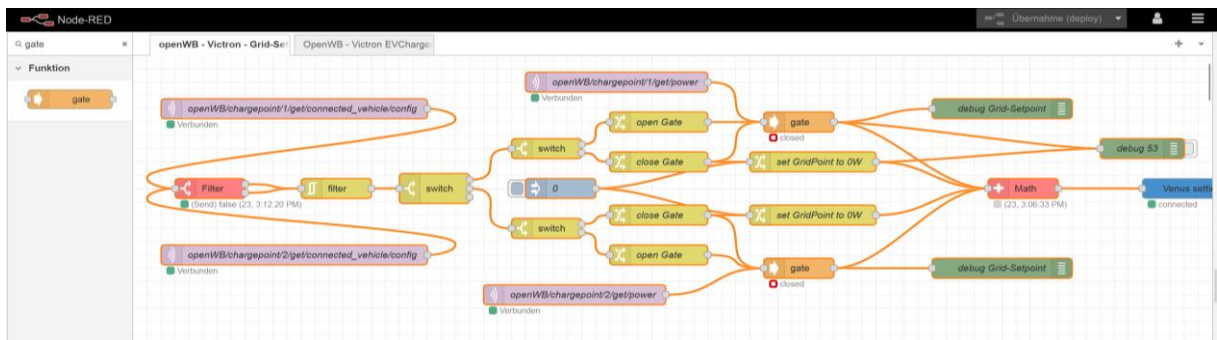 Node-RED
Übernahme (deploy)
gate
openWB - Victron - Grid-Set
OpenWB - Victron EVCharge
Funktion
gate
openWB/chargepoint/1/get/power
Verbunden
openWB/chargepoint/1/get/connected_vehicle/config
Verbunden
debug Grid-Setpoint
open Gate
gate
closed
switch
debug 53
close Gate
set GridPoint to 0W
Filter
(Send) false (23, 3:12:20 PM)
filter
switch
0
Math
(23, 3:06:33 PM)
Venus setti
connected
close Gate
set GridPoint to 0W
switch
openWB/chargepoint/2/get/connected_vehicle/config
Verbunden
open Gate
gate
closed
debug Grid-Setpoint
openWB/chargepoint/2/get/power
Verbunden